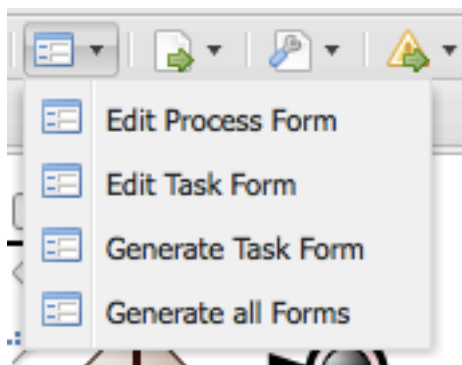 Edit Process Form
Edit Task Form
Generate Task Form
Generate all Forms